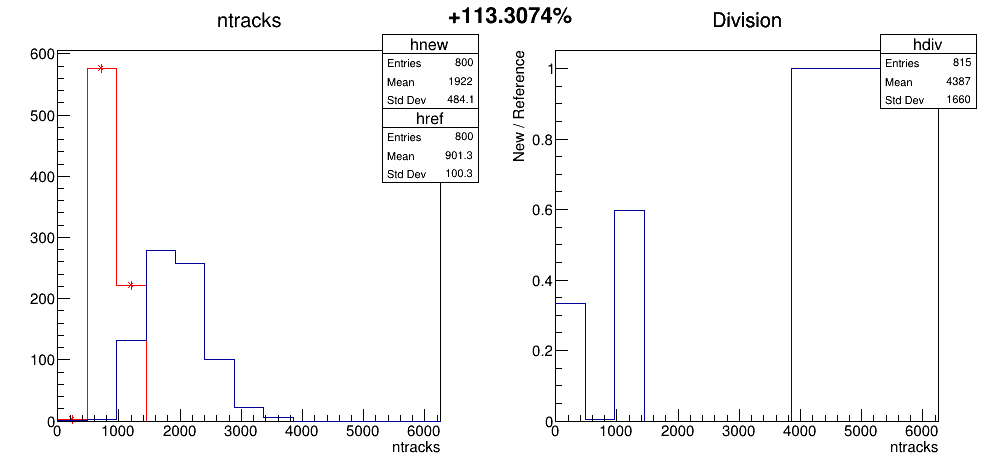 +113.3074%
ntracks
hnew
Entries 800
Mean 1922
Std Dev 484.1
href
Entries 800
Mean 901.3
Std Dev 100.3
600
500
400
300
200
100
0
0 1000 2000 3000 4000 5000 6000
ntracks
Division
hdiv
Entries 815
Mean 4387
Std Dev 1660
New / Reference
1
0.8
0.6
0.4
0.2
0
0 1000 2000 3000 4000 5000 6000
ntracks